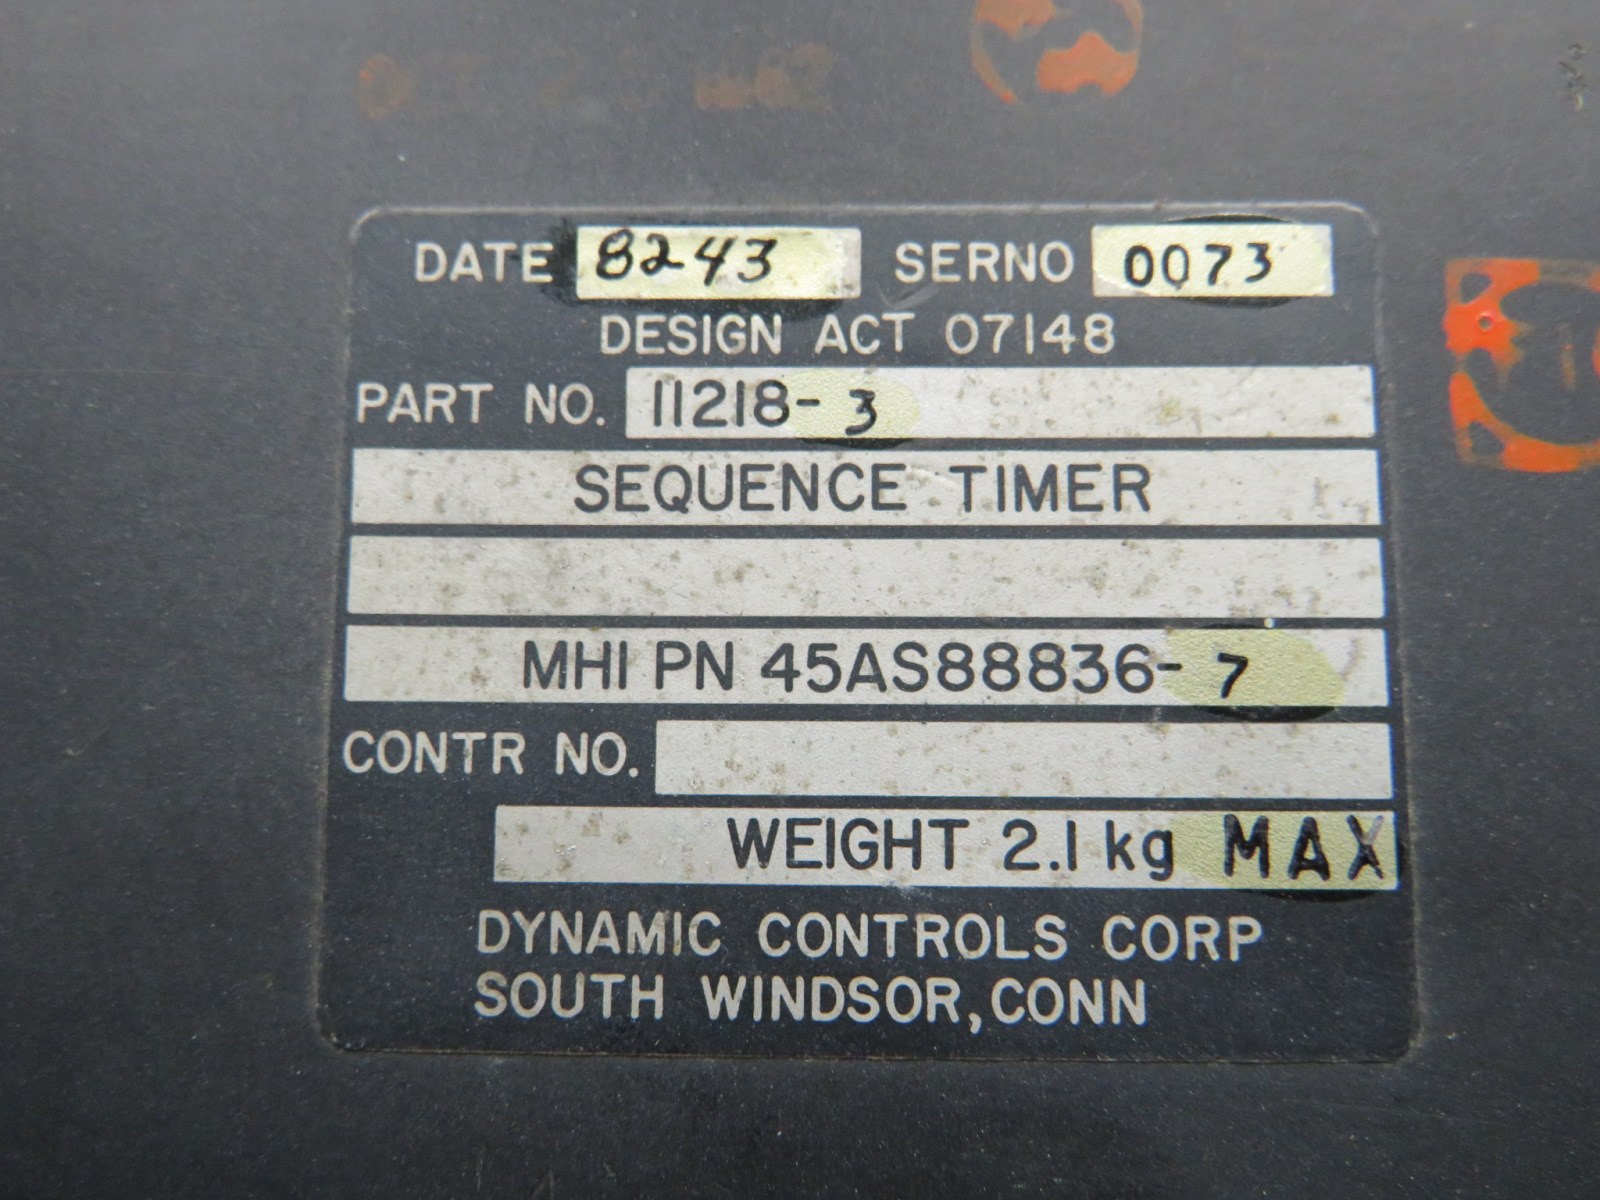 DATE 8243 SERNO 0073
DESIGN ACT 07148
PART NO. 11218-3
SEQUENCE TIMER
MHI PN 45AS88836-7
CONTR NO.
WEIGHT 2.1 kg MAX
DYNAMIC CONTROLS CORP
SOUTH WINDSOR, CONN